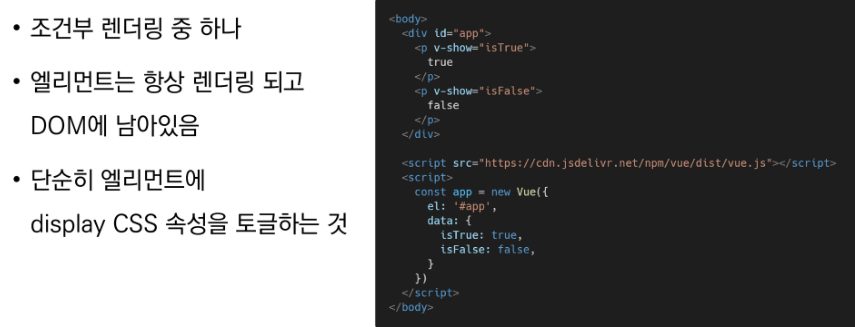 • 조건부 렌더링 중 하나
• 엘리먼트는 항상 렌더링 되고
DOM에 남아있음
• 단순히 엘리먼트에
display CSS 속성을 토글하는 것
<body>
  <div id="app">
    <p v-show="isTrue">
      true
    </p>
    <p v-show="isFalse">
      false
    </p>
  </div>

  <script src="https://cdn.jsdelivr.net/npm/vue/dist/vue.js"></script>
  <script>
    const app = new Vue({
      el: '#app',
      data: {
        isTrue: true,
        isFalse: false,
      }
    })
  </script>
</body>